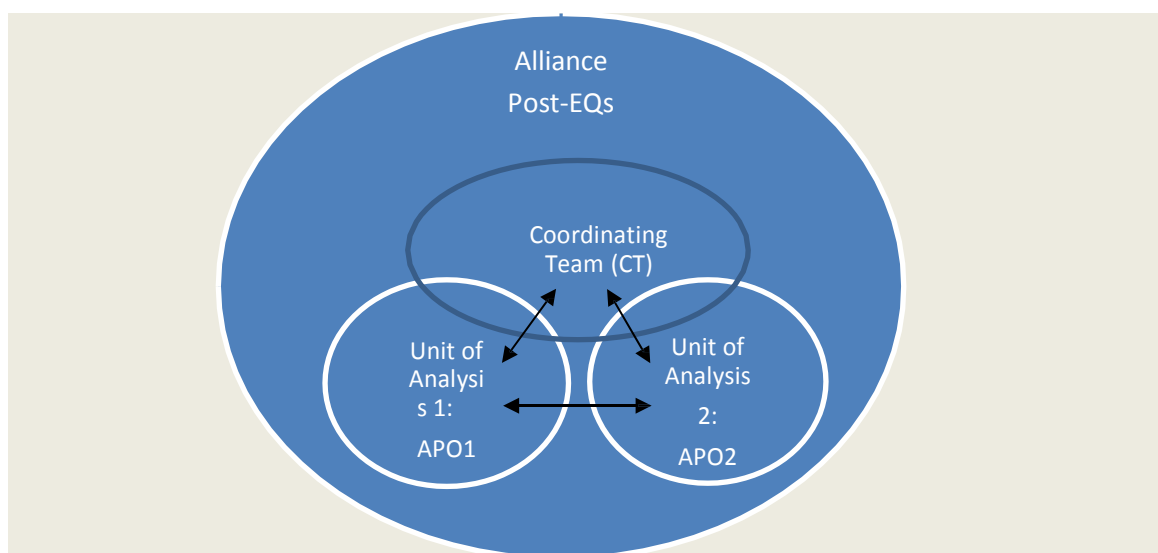 Alliance
Post-EQs
Coordinating
Team (CT)
Unit of
Analysi
s 1:
APO1
Unit of
Analysis
2:
APO2